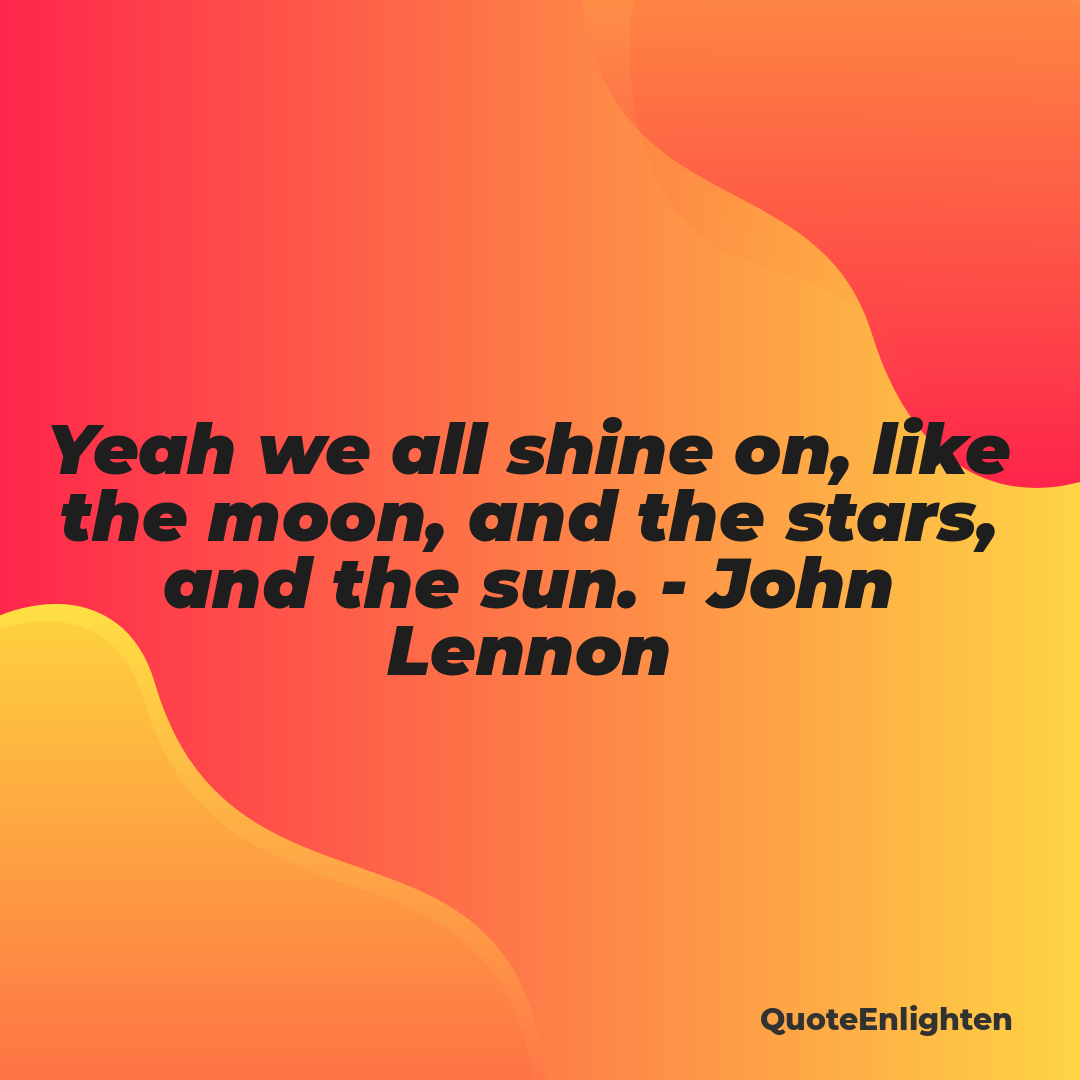 Yeah we all shine on, like
the moon, and the stars,
and the sun. - John
Lennon
QuoteEnlighten